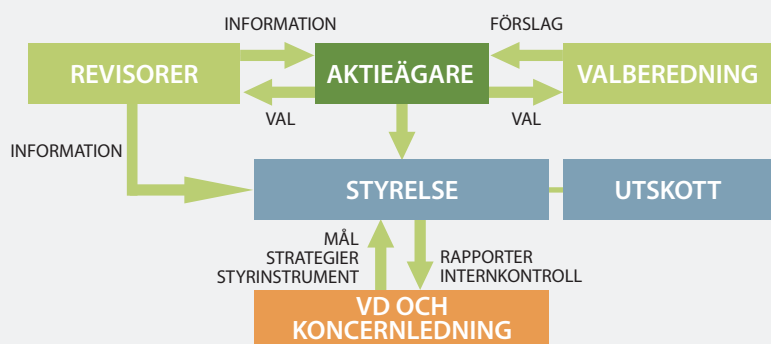 INFORMATION
FÖRSLAG
REVISORER
AKTIEÄGARE
VALBEREDNING
VAL
VAL
INFORMATION
STYRELSE
UTSKOTT
MÅL
STRATEGIER
STYRINSTRUMENT
RAPPORTER
INTERNKONTROLL
VD OCH
KONCERNLEDNING